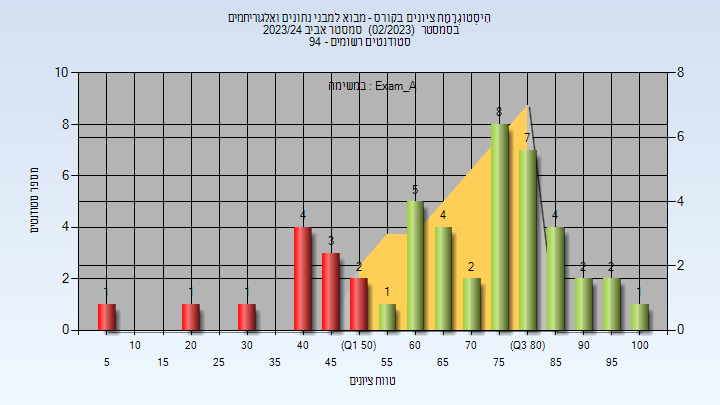 הִיסְטוגְרָמַת ציונים בקורס - מבוא למבני נתונים ואלגוריתמים
בסמסטר (02/2023) סמסטר אביב 2023/24
סטודנטים רשומים - 94
במשימה : Exam_A
10 8
8 6
6 4
4 2
2 0
0
מספר סטודנטים
1 1 1 4 3 2 1 5 4 2 8 7 4 2 2 1
10 20 30 40 (Q1 50) 60 70 (Q3 80) 90 100
5 15 25 35 45 55 65 75 85 95
טווח ציונים